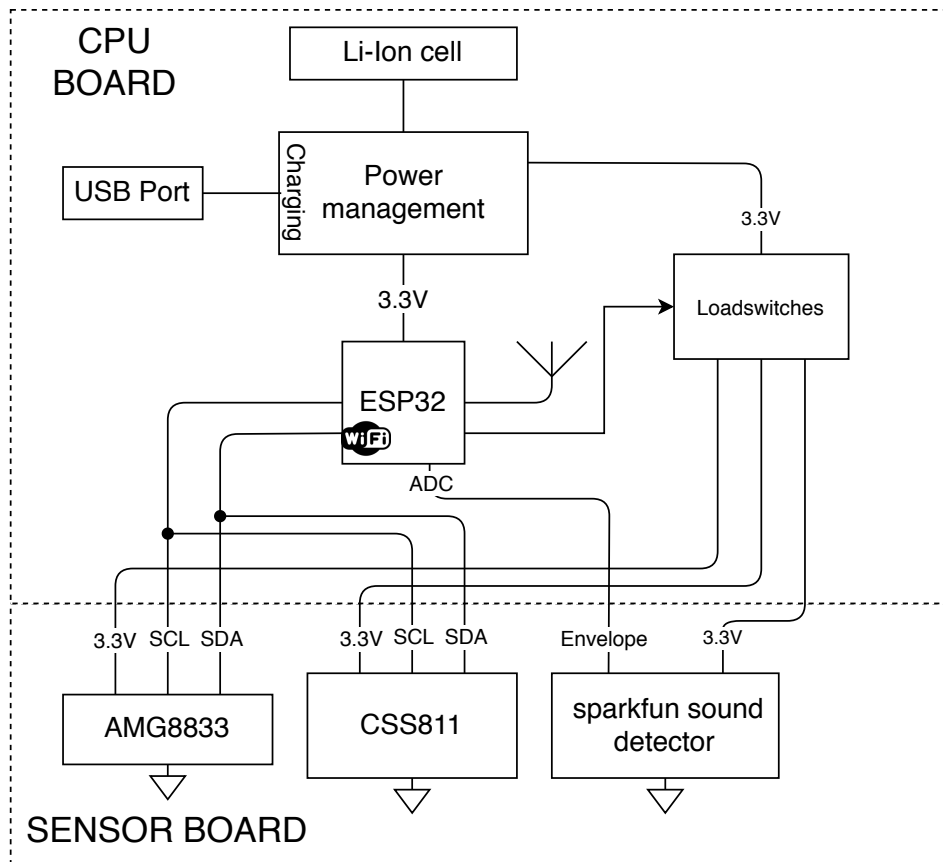 CPU
BOARD
Li-Ion cell
Charging
Power
management
USB Port
3.3V
3.3V
Loadswitches
ESP32
WiFi
ADC
3.3V SCL SDA
3.3V SCL SDA
Envelope 3.3V
AMG8833
CSS811
sparkfun sound
detector
SENSOR BOARD